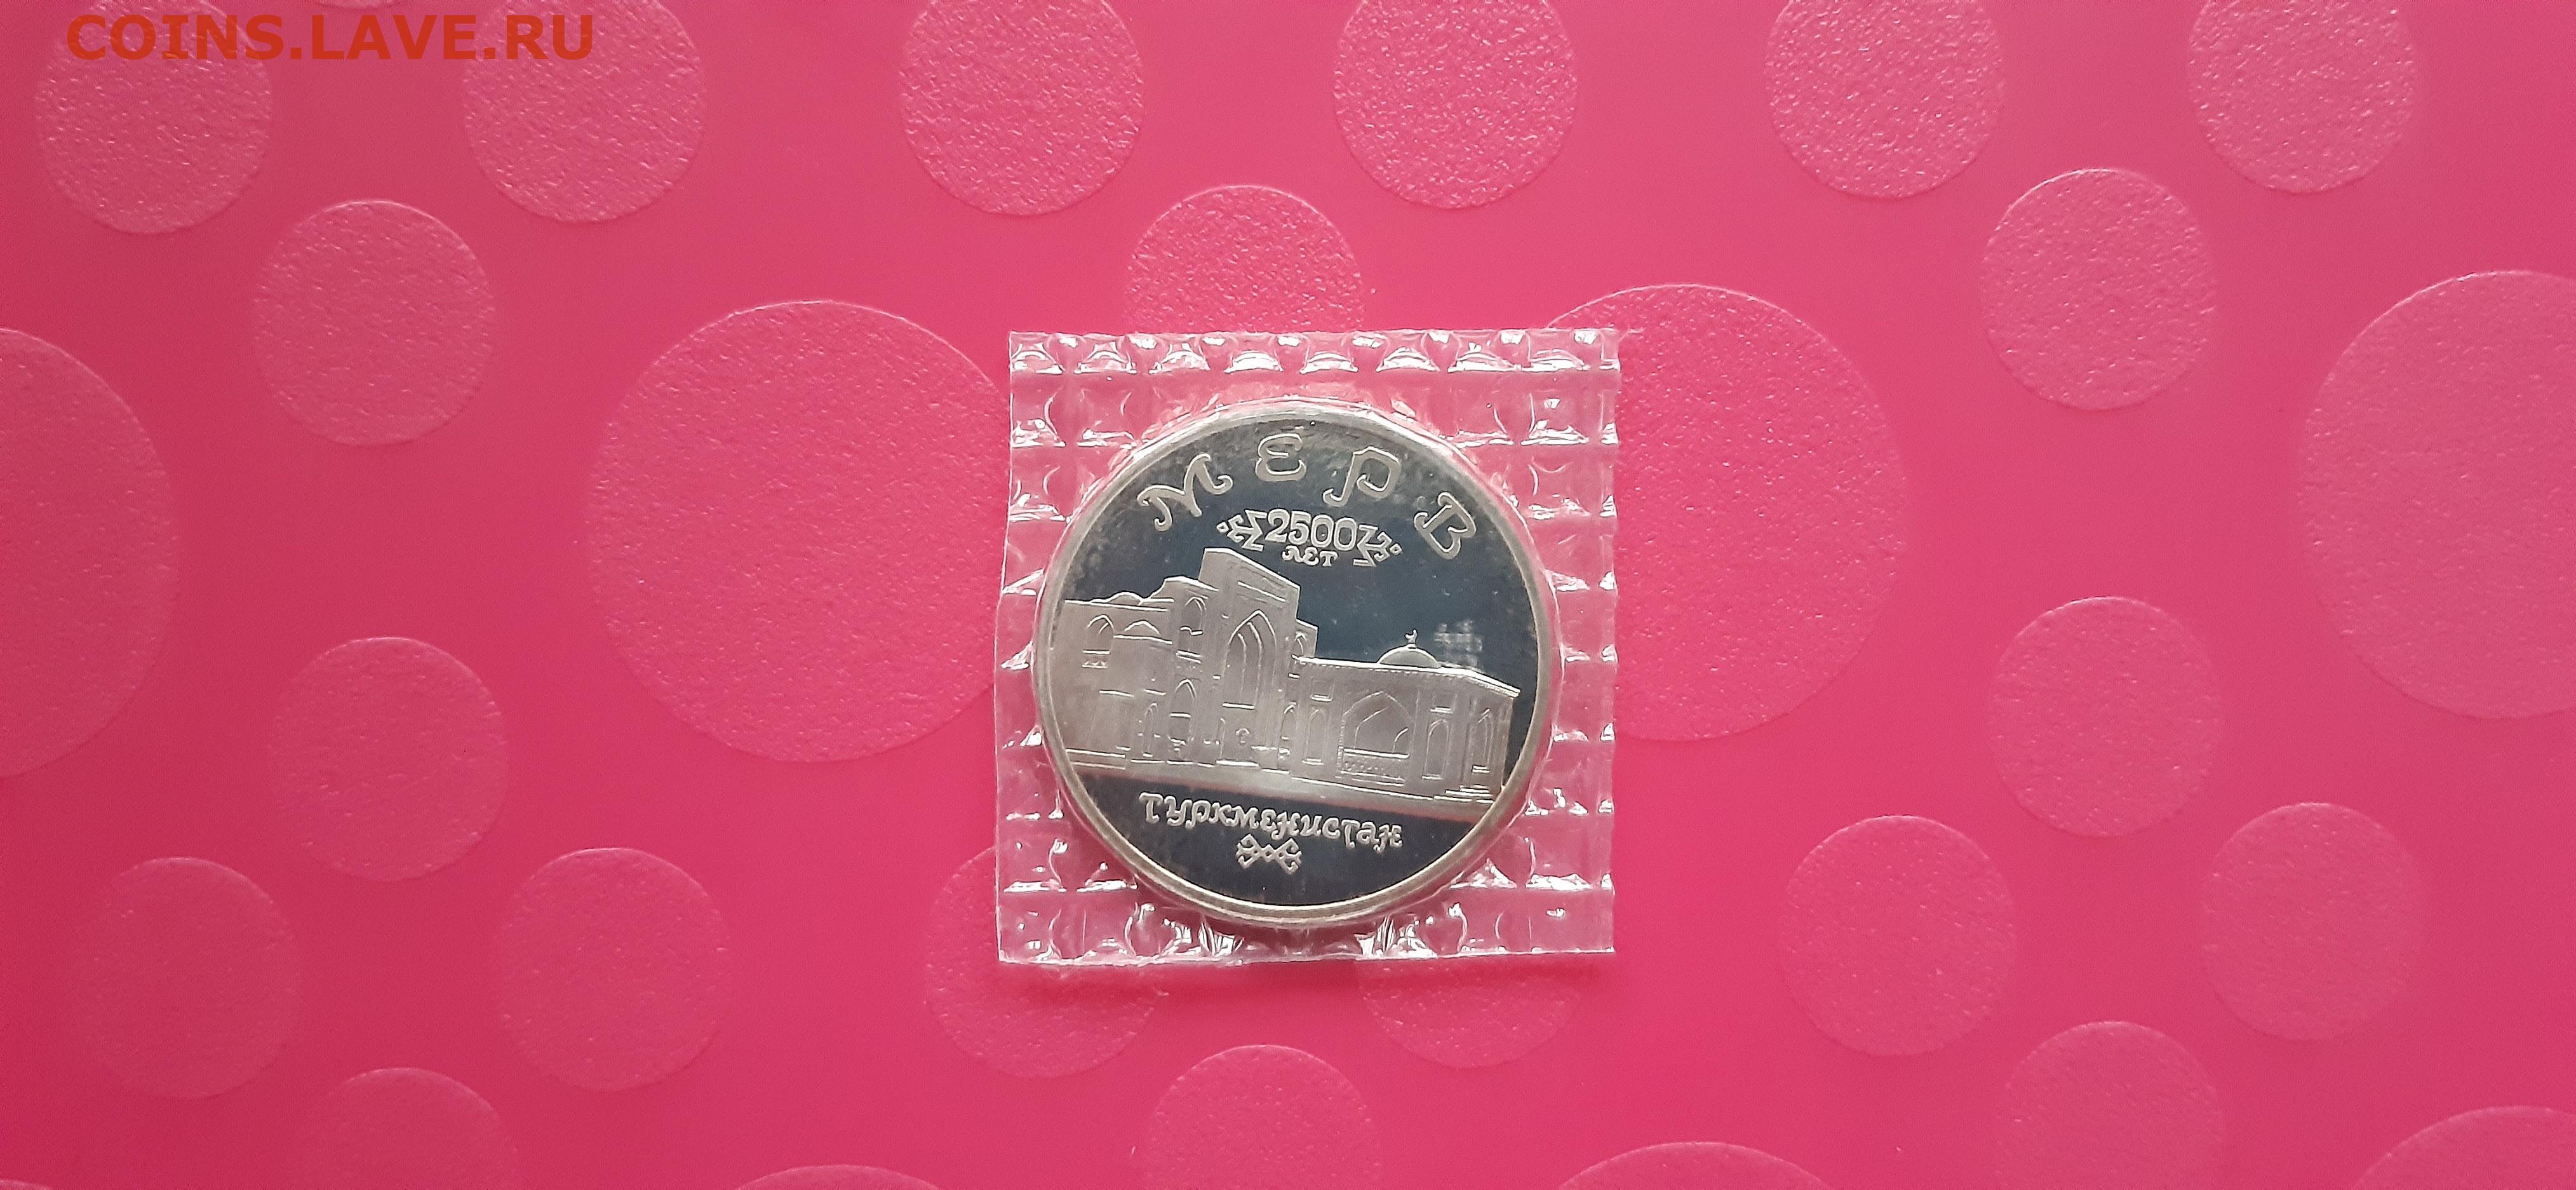 COINS.LAVE.RU
МЕРВ
2500
ЛЕТ
ТУРКМЕНИСТАН